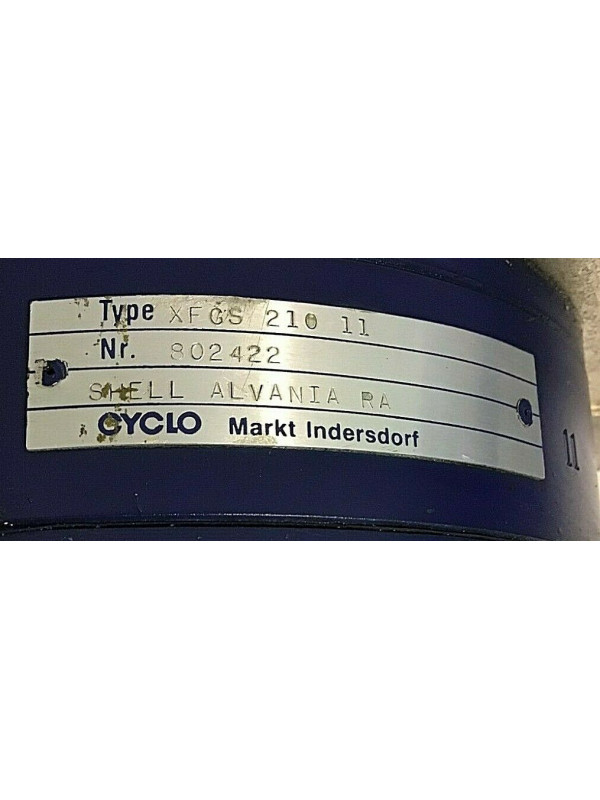 Type XFGS 210 11
Nr. 802422
SHELL ALVANIA RA
CYCLO Markt Indersdorf
11